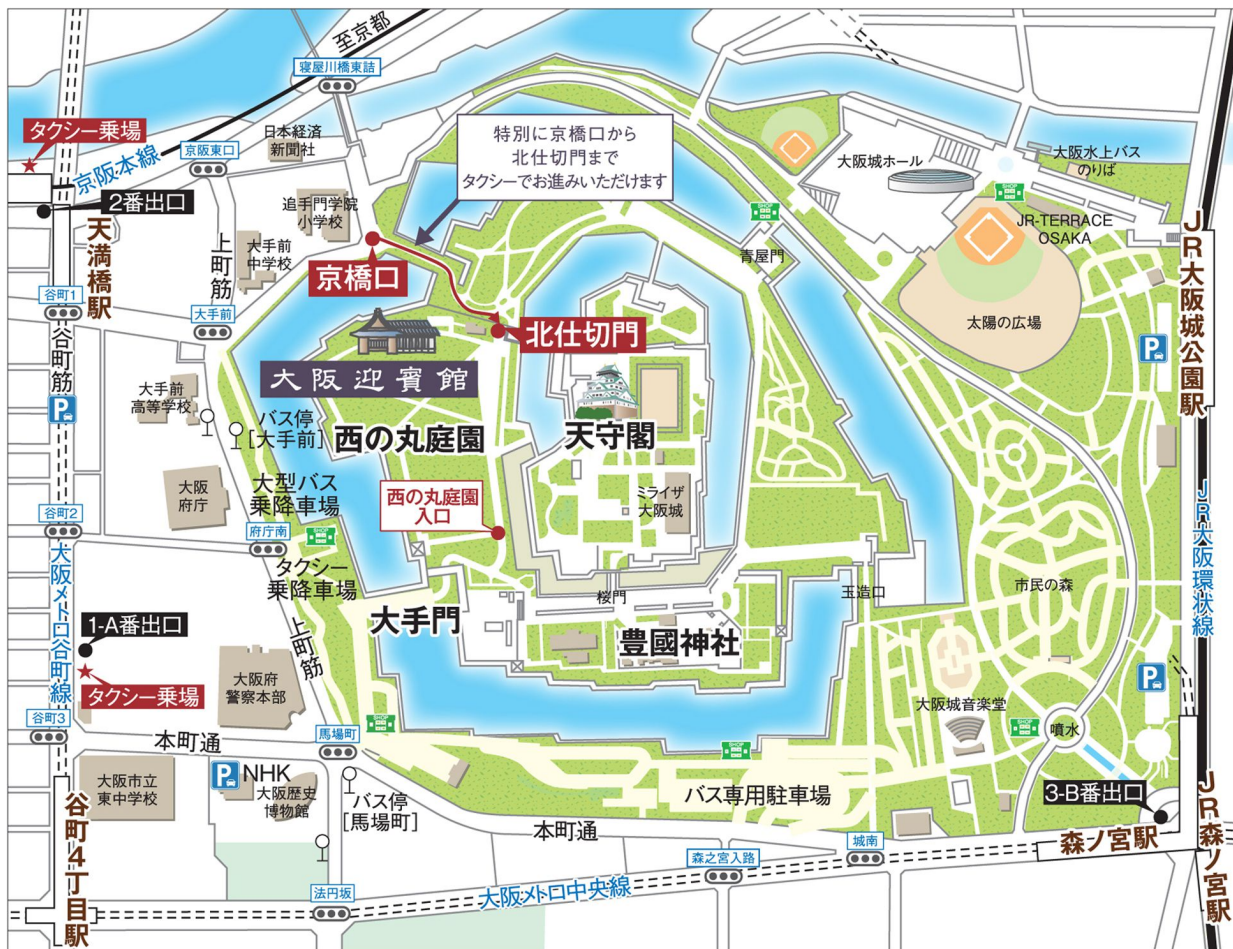 至京都
寝屋川橋東詰
タクシー乗場
京阪本線
京阪東口
日本経済
新聞社
特別に京橋口から
北仕切門まで
タクシーでお進みいただけます
大阪城ホール
大阪水上バス
のりば
SHOP
2番出口
天満橋駅
追手門学院
小学校
大手前
中学校
上町筋
京橋口
SHOP
青屋門
JR-TERRACE
OSAKA
JR大阪城公園駅
谷町1
谷町筋
大手前
北仕切門
太陽の広場
P
大阪迎賓館
大手前
高等学校
P
バス停
[大手前]
西の丸庭園
天守閣
大阪
府庁
大型バス
乗降車場
西の丸庭園
入口
ミライザ
大阪城
JR大阪環状線
谷町2
府庁南
SHOP
タクシー
乗降車場
大阪メトロ谷町線
桜門
玉造口
市民の森
大手門
豊國神社
1-A番出口
タクシー乗場
上町筋
大阪府
警察本部
P
谷町3
本町通
馬場町
SHOP
SHOP
大阪城音楽堂
SHOP
噴水
大阪市立
東中学校
P
NHK
大阪歴史
博物館
バス停
[馬場町]
バス専用駐車場
3-B番出口
谷町4丁目駅
本町通
城南
森ノ宮駅
JR森ノ宮駅
森之宮入路
法円坂
大阪メトロ中央線